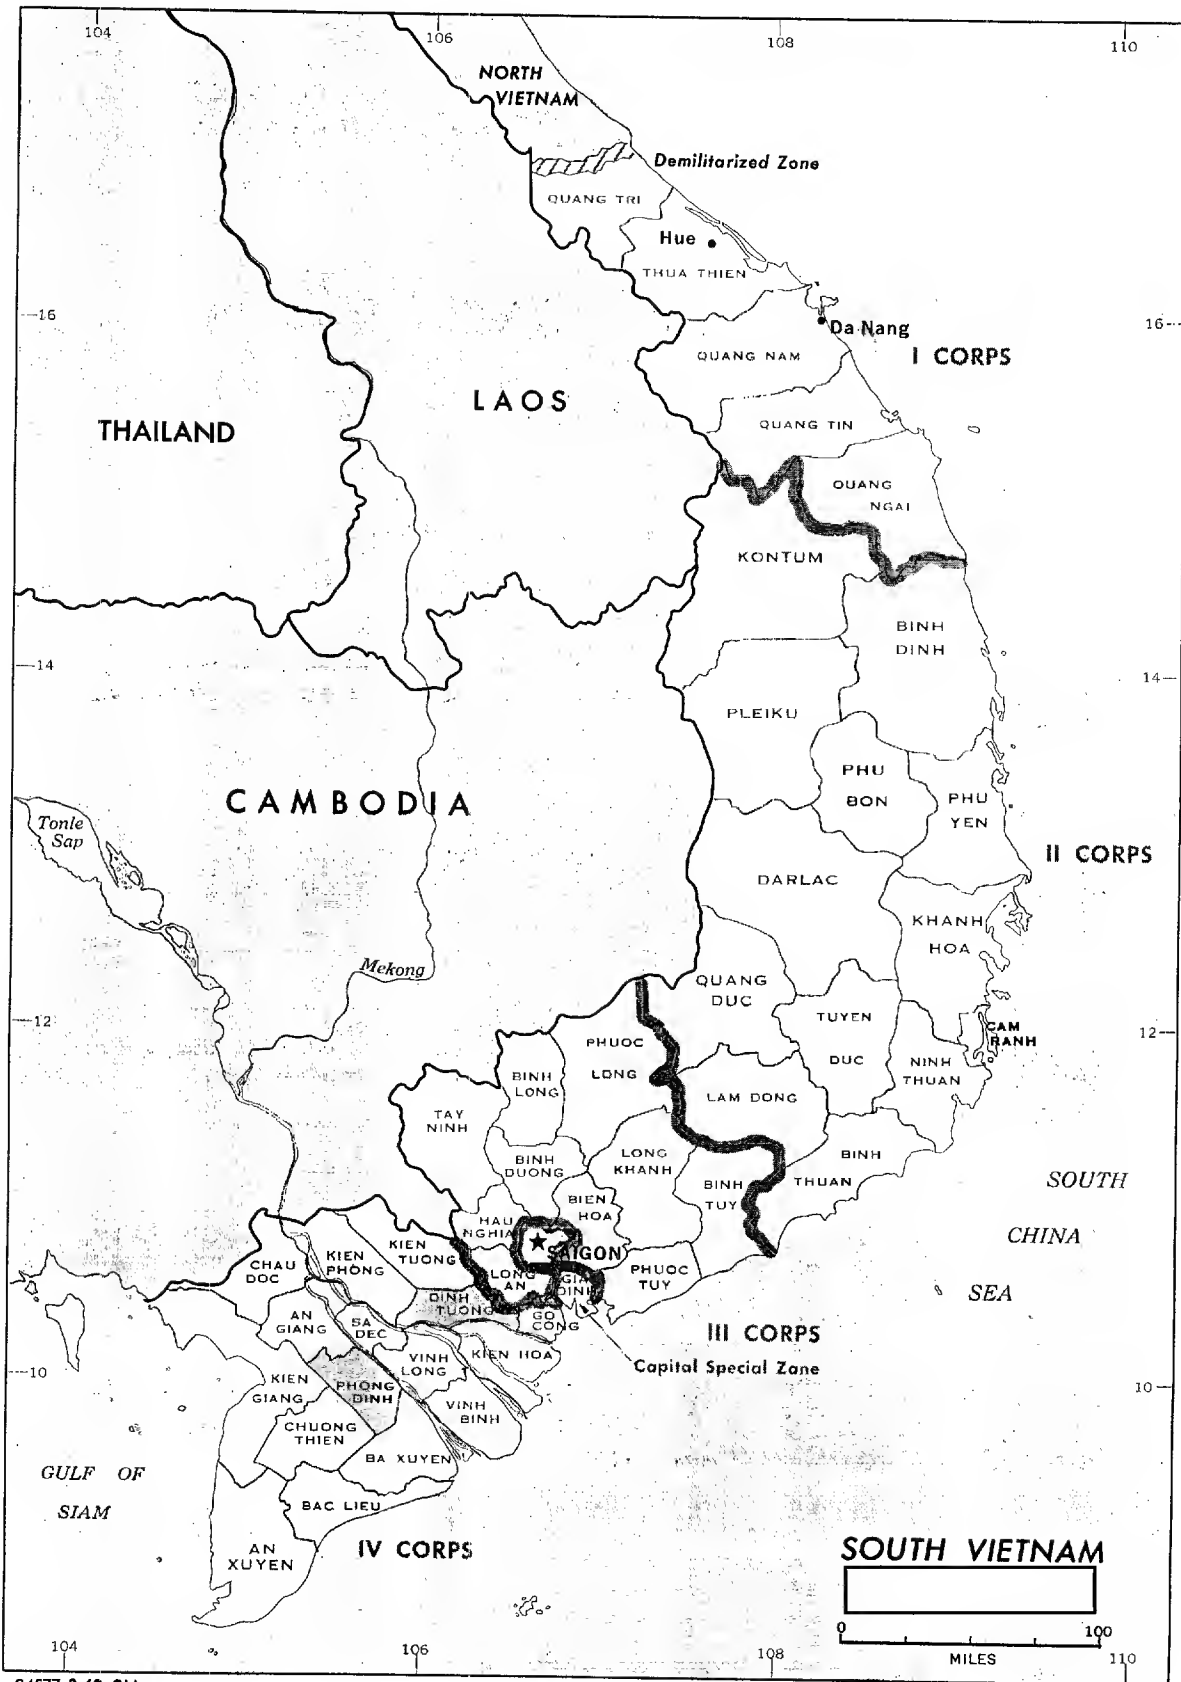 104
106
108
110
NORTH
VIETNAM
Demilitarized Zone
QUANG TRI
Hue
THUA THIEN
16
16
Da Nang
QUANG NAM
I CORPS
LAOS
THAILAND
QUANG TIN
QUANG
NGAI
KONTUM
BINH
DINH
14
14
PLEIKU
PHU
BON
PHU
YEN
CAMBODIA
Tonle
Sap
II CORPS
DARLAC
KHANH
HOA
Mekong
QUANG
DUC
12
12
TUYEN
DUC
CAM
RANH
PHUOC
LONG
NINH
THUAN
BINH
LONG
LAM DONG
TAY
NINH
BINH
DUONG
LONG
KHANH
BINH
THUAN
BINH
TUY
BIEN
HOA
SOUTH
CHINA
SEA
HAU
NGHIA
SAIGON
KIEN
TUONG
KIEN
PHONG
CHAU
DOC
LONG
AN
GIA
DINH
PHUOC
TUY
DINH
TUONG
GO
CONG
AN
GIANG
SA
DEC
III CORPS
VINH
LONG
KIEN HOA
Capital Special Zone
10
10
KIEN
GIANG
PHONG
DINH
VINH
BINH
CHUONG
THIEN
BA XUYEN
GULF OF
SIAM
BAC LIEU
AN
XUYEN
IV CORPS
SOUTH VIETNAM
0
100
MILES
104
106
108
110